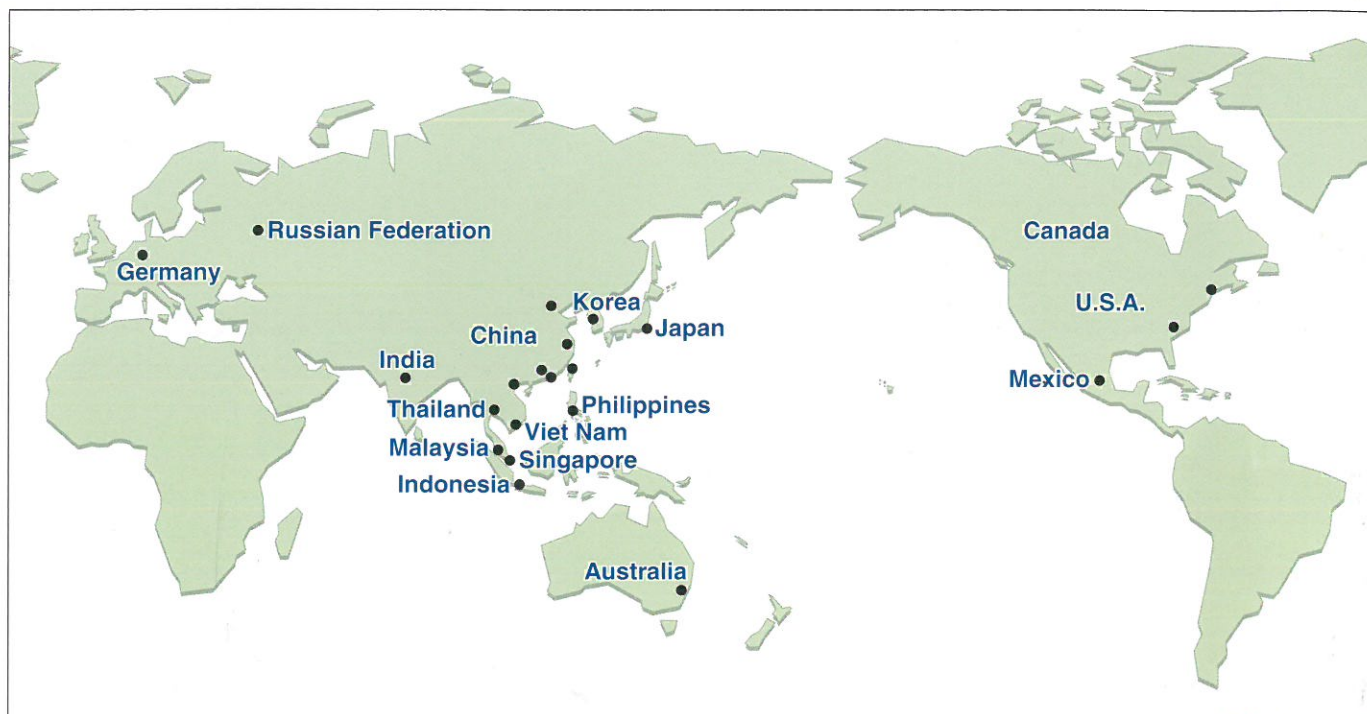 Russian Federation
Canada
Germany
Korea
U.S.A.
China
Japan
India
Mexico
Thailand
Philippines
Viet Nam
Malaysia
Singapore
Indonesia
Australia